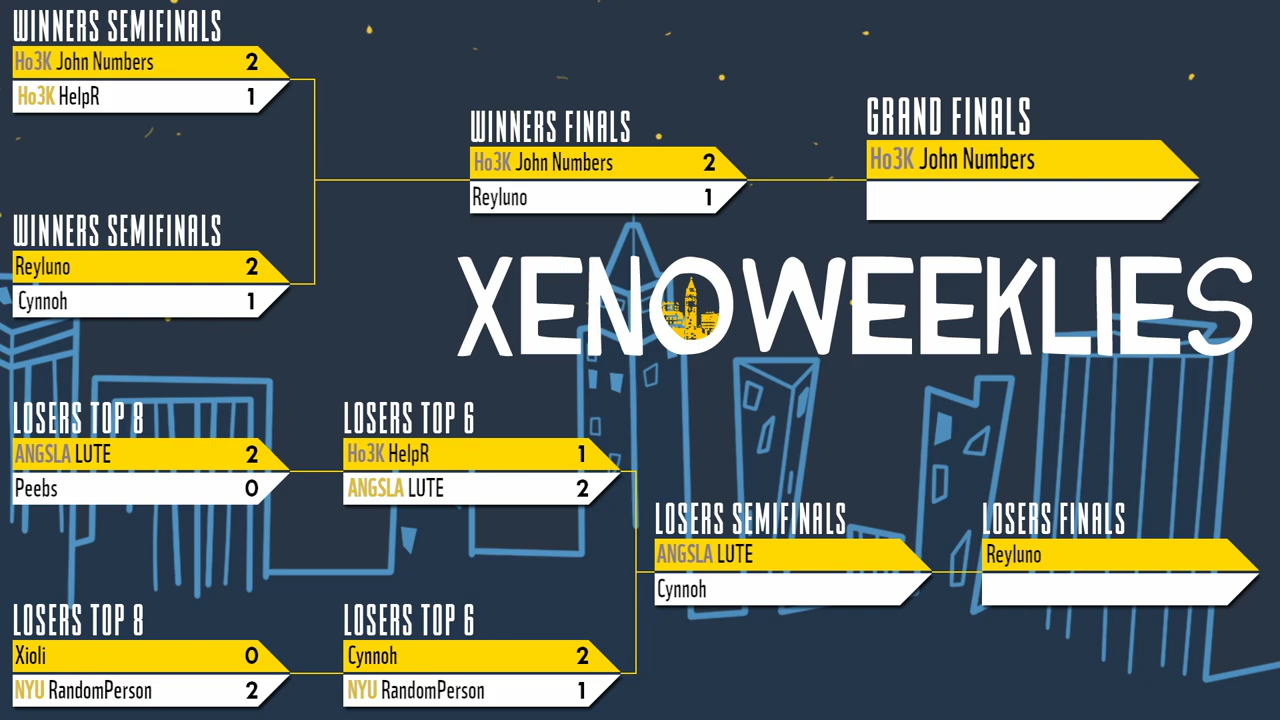 WINNERS SEMIFINALS
Ho3K John Numbers 2
Ho3K HelpR 1
WINNERS SEMIFINALS
Reyluno 2
Cynnoh 1
WINNERS FINALS
Ho3K John Numbers 2
Reyluno 1
GRAND FINALS
Ho3K John Numbers
XENOWEEKLIES
LOSERS TOP 8
ANGSLA LUTE 2
Peebs 0
LOSERS TOP 6
Ho3K HelpR 1
ANGSLA LUTE 2
LOSERS TOP 8
Xioli 0
NYU RandomPerson 2
LOSERS TOP 6
Cynnoh 2
NYU RandomPerson 1
LOSERS SEMIFINALS
ANGSLA LUTE
Cynnoh
LOSERS FINALS
Reyluno